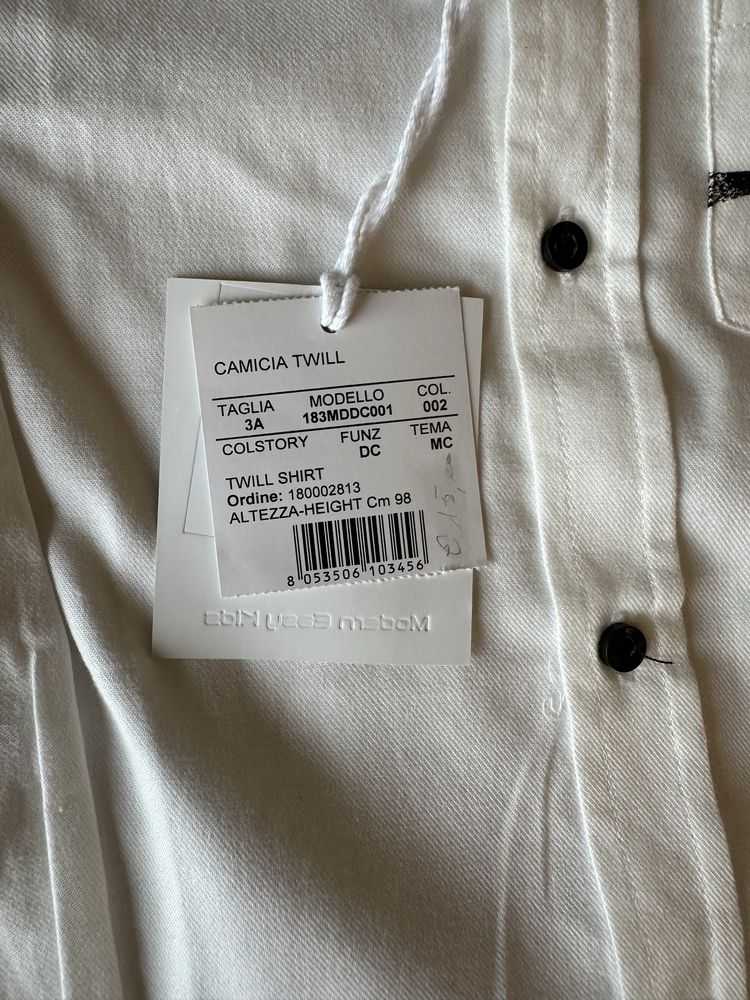 CAMICIA TWILL
TAGLIA MODELLO COL.
3A 183MDDC001 002
COLSTORY FUNZ TEMA
DC MC
TWILL SHIRT
Ordine: 180002813
ALTEZZA-HEIGHT Cm 98
8 053506 103456
Modern Easy Kids